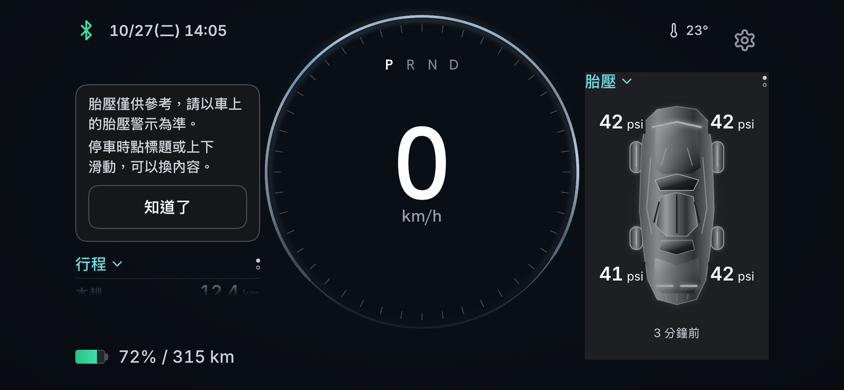 10/27(二) 14:05
23°
P R N D
胎壓僅供參考，請以車上
的胎壓警示為準。
停車時點標題或上下
滑動，可以換內容。
知道了
行程
12.4 km
0
km/h
胎壓
42 psi
42 psi
41 psi
42 psi
3 分鐘前
72% / 315 km